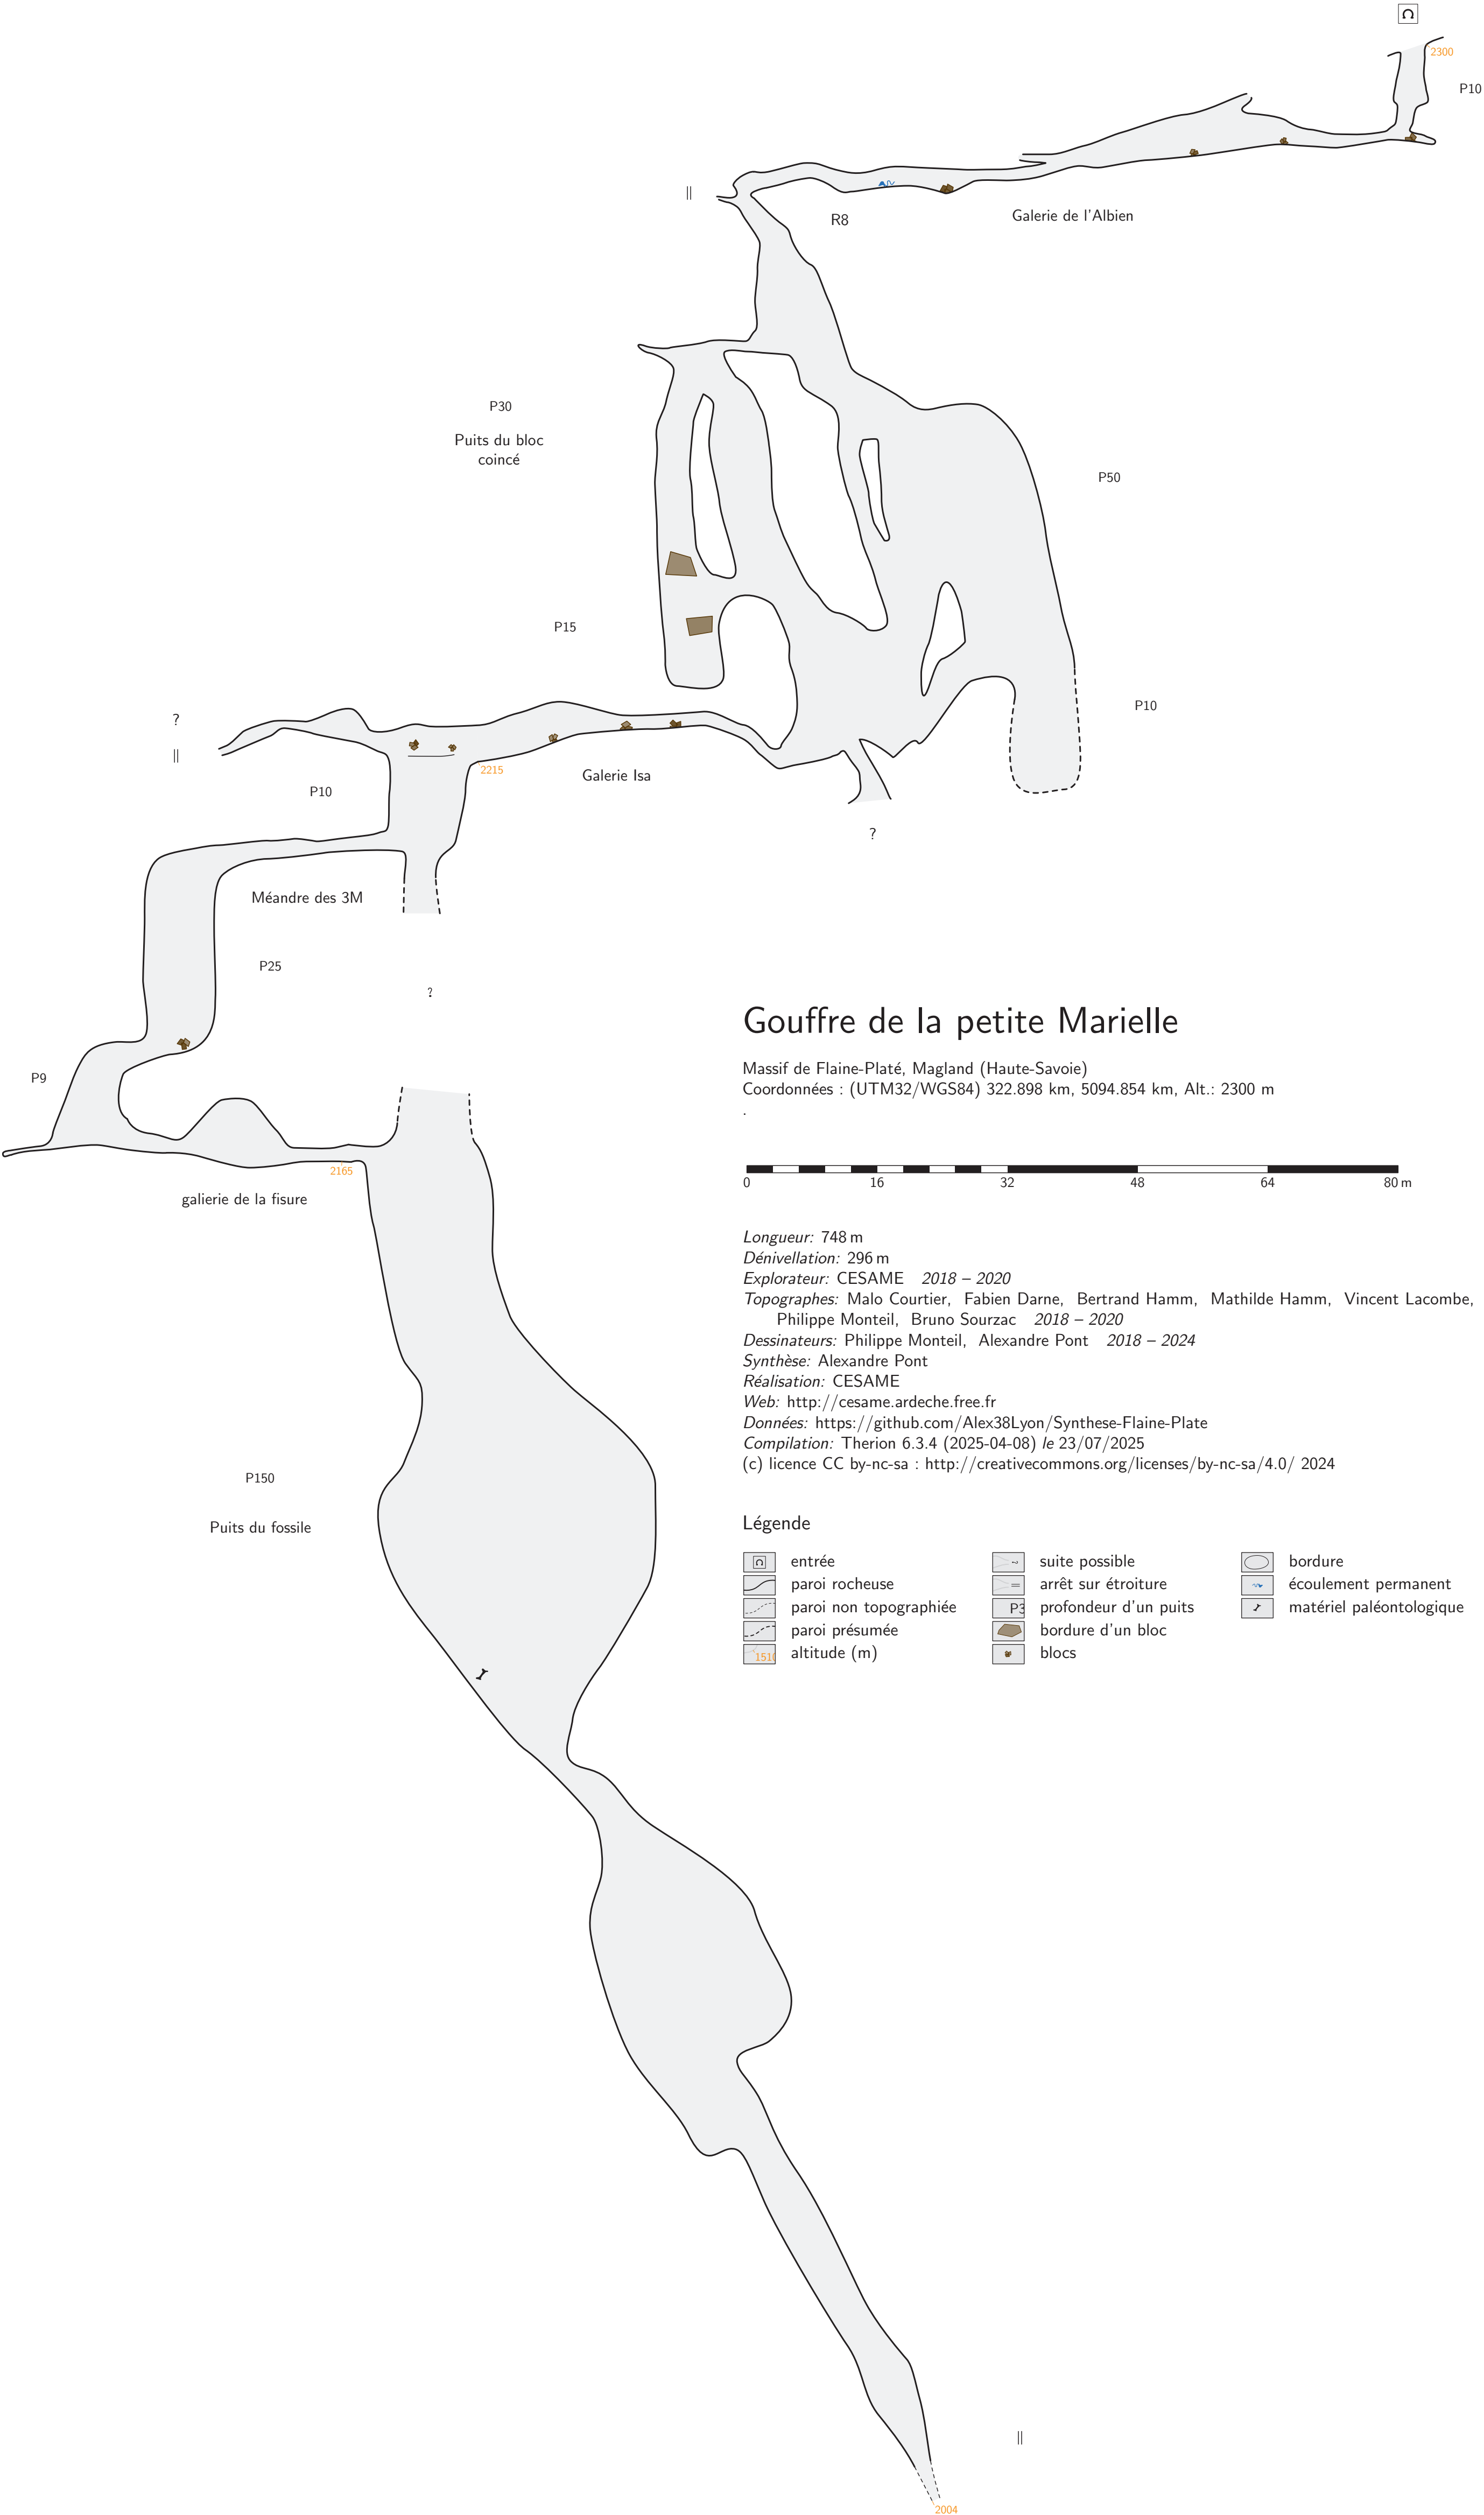 2300
P10
||
R8
Galerie de l'Albien
P30
Puits du bloc
coincé
P50
P15
P10
?
||
2215
Galerie Isa
P10
?
Méandre des 3M
P25
?
P9
2165
galierie de la fisure
P150
Puits du fossile
Gouffre de la petite Marielle
Massif de Flaine-Platé, Magland (Haute-Savoie)
Coordonnées : (UTM32/WGS84) 322.898 km, 5094.854 km, Alt.: 2300 m
.
0 16 32 48 64 80 m
Longueur: 748 m
Dénivellation: 296 m
Explorateur: CESAME 2018 – 2020
Topographes: Malo Courtier, Fabien Darne, Bertrand Hamm, Mathilde Hamm, Vincent Lacombe,
Philippe Monteil, Bruno Sourzac 2018 – 2020
Dessinateurs: Philippe Monteil, Alexandre Pont 2018 – 2024
Synthèse: Alexandre Pont
Réalisation: CESAME
Web: http://cesame.ardeche.free.fr
Données: https://github.com/Alex38Lyon/Synthese-Flaine-Plate
Compilation: Therion 6.3.4 (2025-04-08) le 23/07/2025
(c) licence CC by-nc-sa : http://creativecommons.org/licenses/by-nc-sa/4.0/ 2024
Légende
entrée
paroi rocheuse
paroi non topographiée
paroi présumée
1510 altitude (m)
? suite possible
|| arrêt sur étroiture
P3 profondeur d'un puits
bordure d'un bloc
blocs
bordure
écoulement permanent
matériel paléontologique
||
2004